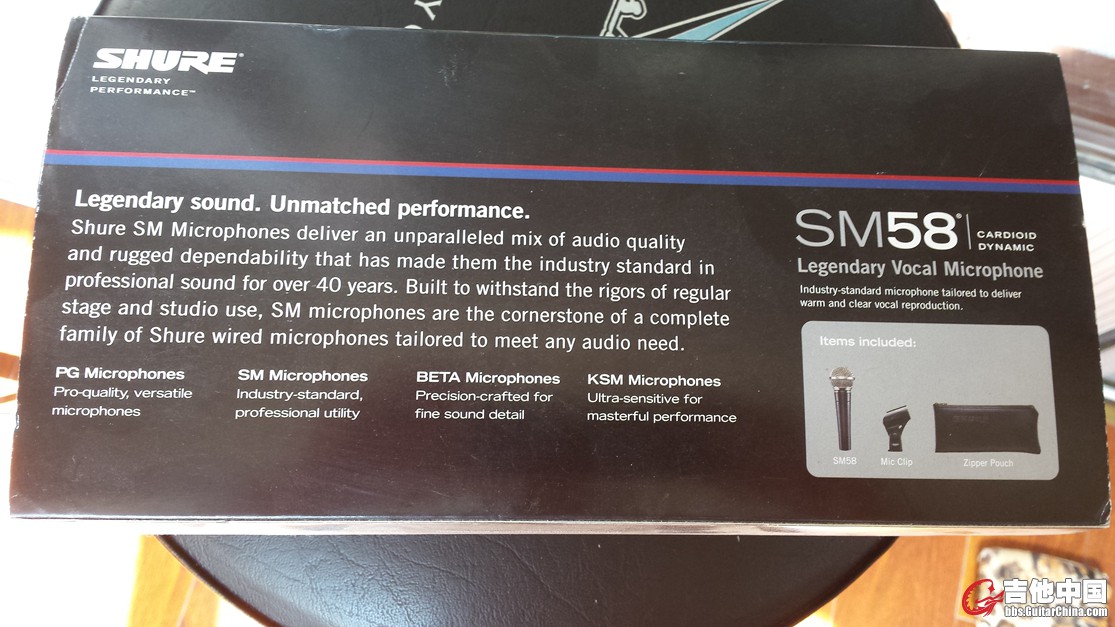 SHURE®
LEGENDARY
PERFORMANCE™
Legendary sound. Unmatched performance.
Shure SM Microphones deliver an unparalleled mix of audio quality
and rugged dependability that has made them the industry standard in
professional sound for over 40 years. Built to withstand the rigors of regular
stage and studio use, SM microphones are the cornerstone of a complete
family of Shure wired microphones tailored to meet any audio need.
PG Microphones
Pro-quality, versatile
microphones
SM Microphones
Industry-standard,
professional utility
BETA Microphones
Precision-crafted for
fine sound detail
KSM Microphones
Ultra-sensitive for
masterful performance
SM58®
CARDIOID
DYNAMIC
Legendary Vocal Microphone
Industry-standard microphone tailored to deliver
warm and clear vocal reproduction.
Items included:
SHURE
SM58
Mic Clip
Zipper Pouch
吉他中国
bbs.GuitarChina.com